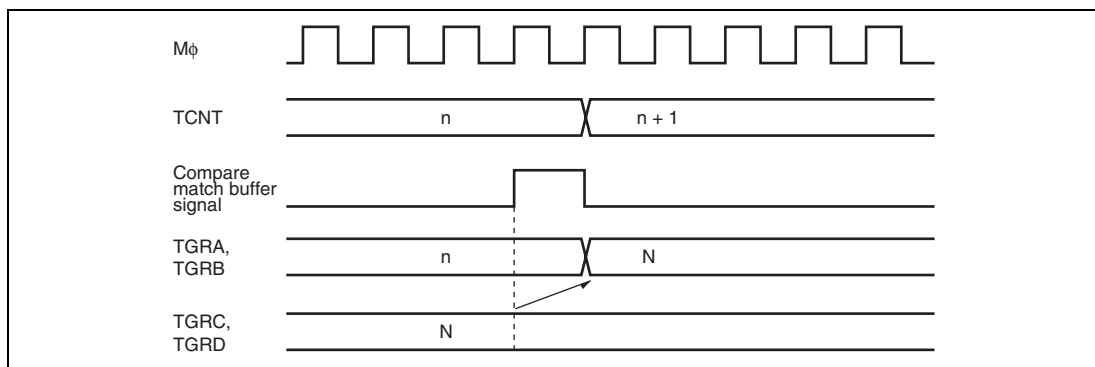 Mφ
TCNT
n
n + 1
Compare
match buffer
signal
TGRA,
TGRB
n
N
TGRC,
TGRD
N